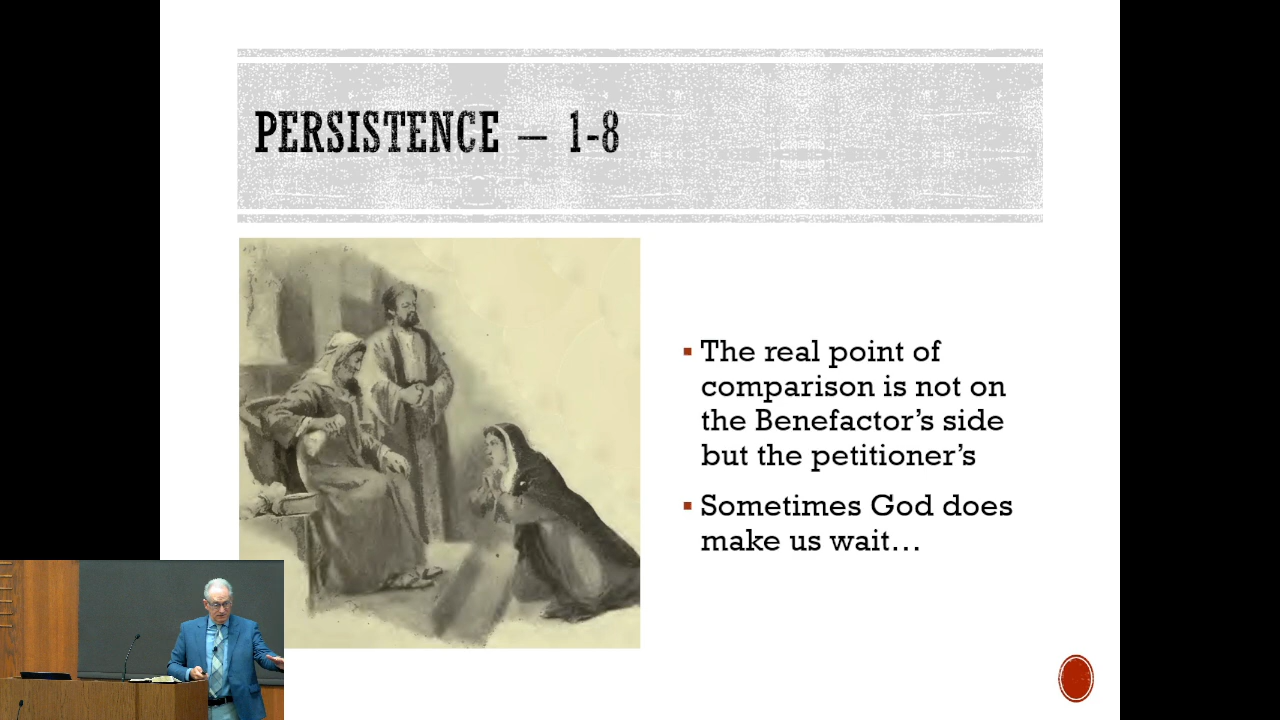 PERSISTENCE – 1-8
▪ The real point of
comparison is not on
the Benefactor’s side
but the petitioner’s
▪ Sometimes God does
make us wait…